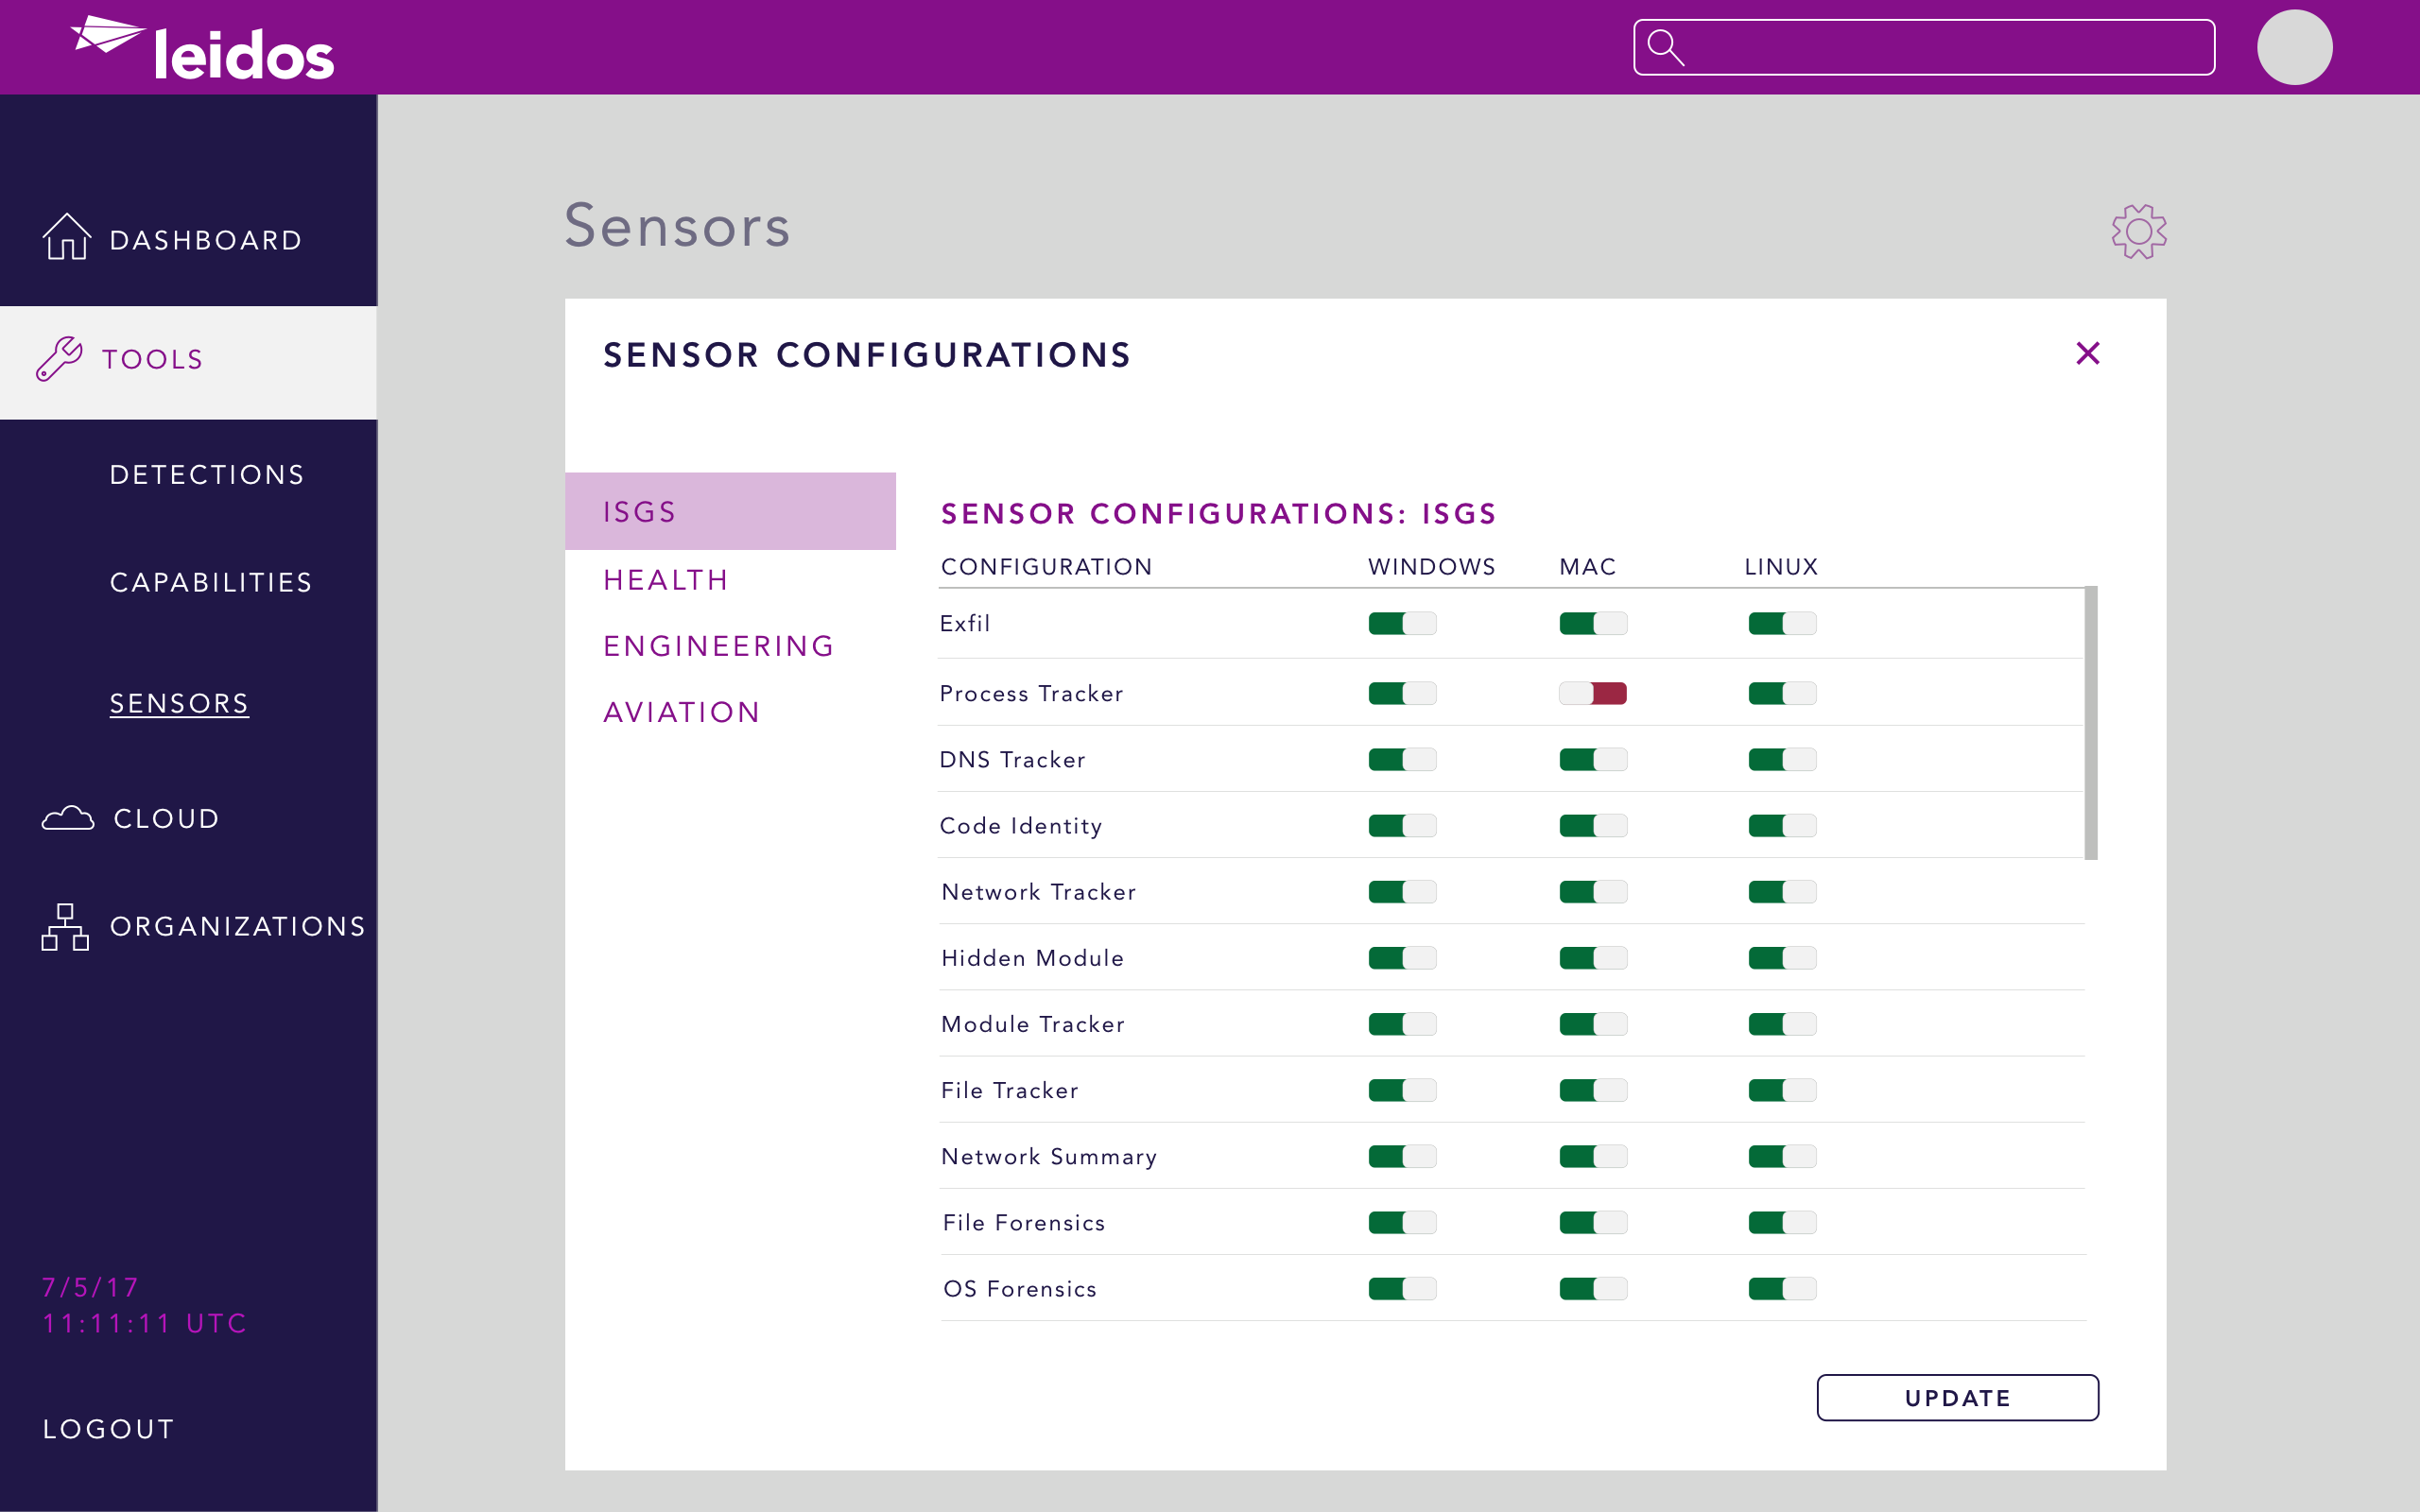 leidos
DASHBOARD
TOOLS
DETECTIONS
CAPABILITIES
SENSORS
CLOUD
ORGANIZATIONS
7/5/17
11:11:11 UTC
LOGOUT
Sensors
SENSOR CONFIGURATIONS
ISGS
HEALTH
ENGINEERING
AVIATION
SENSOR CONFIGURATIONS: ISGS
CONFIGURATION WINDOWS MAC LINUX
Exfil
Process Tracker
DNS Tracker
Code Identity
Network Tracker
Hidden Module
Module Tracker
File Tracker
Network Summary
File Forensics
OS Forensics
UPDATE